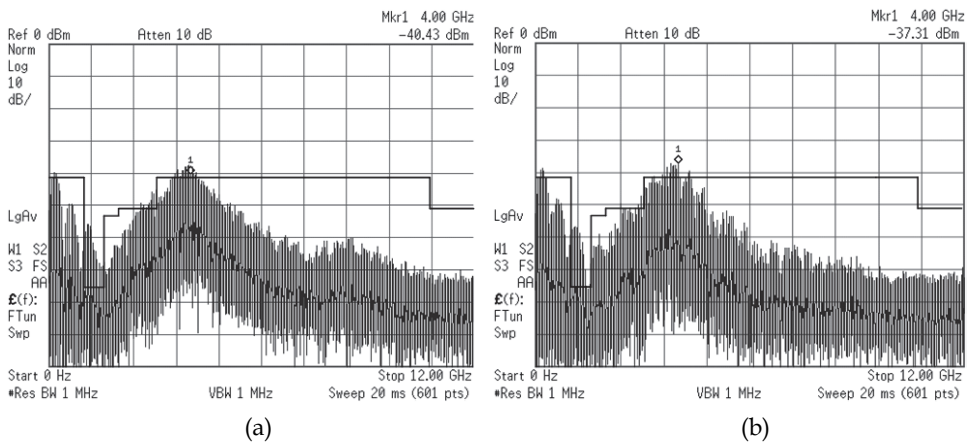 Mkr1 4.00 GHz
Ref 0 dBm Atten 10 dB -40.43 dBm
Norm
Log
10
dB/
1
LgAv
W1 S2
S3 FS
AA
£(f):
FTun
Swp
Start 0 Hz Stop 12.00 GHz
#Res BW 1 MHz VBW 1 MHz Sweep 20 ms (601 pts)
(a)
Mkr1 4.00 GHz
Ref 0 dBm Atten 10 dB -37.31 dBm
Norm
Log
10
dB/
1
LgAv
W1 S2
S3 FS
AA
£(f):
FTun
Swp
Start 0 Hz Stop 12.00 GHz
#Res BW 1 MHz VBW 1 MHz Sweep 20 ms (601 pts)
(b)